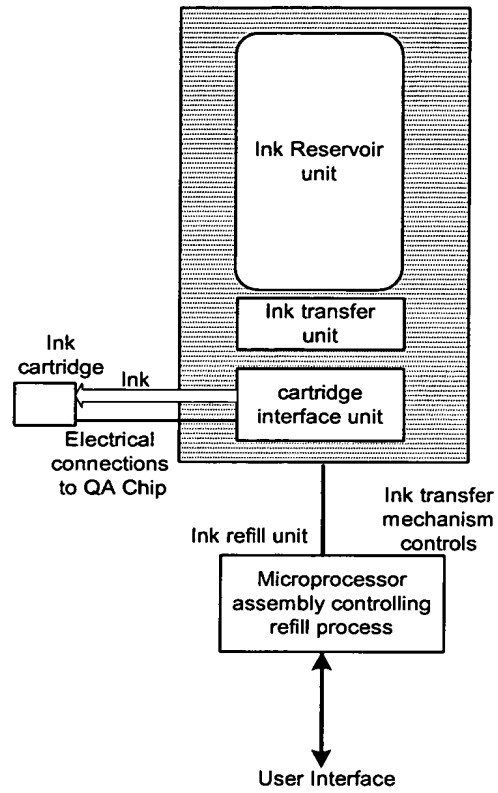 Ink Reservoir
unit
Ink transfer
unit
Ink
cartridge
Ink
cartridge
interface unit
Electrical
connections
to QA Chip
Ink transfer
mechanism
controls
Ink refill unit
Microprocessor
assembly controlling
refill process
User Interface